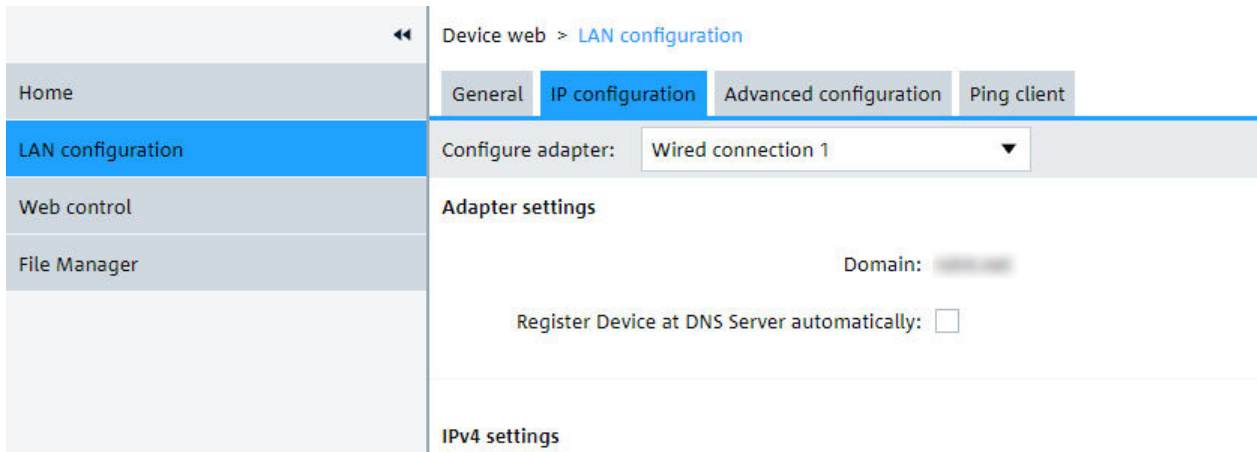 Device web > LAN configuration
Home
LAN configuration
Web control
File Manager
General IP configuration Advanced configuration Ping client
Configure adapter: Wired connection 1
Adapter settings
Domain:
Register Device at DNS Server automatically:
IPv4 settings